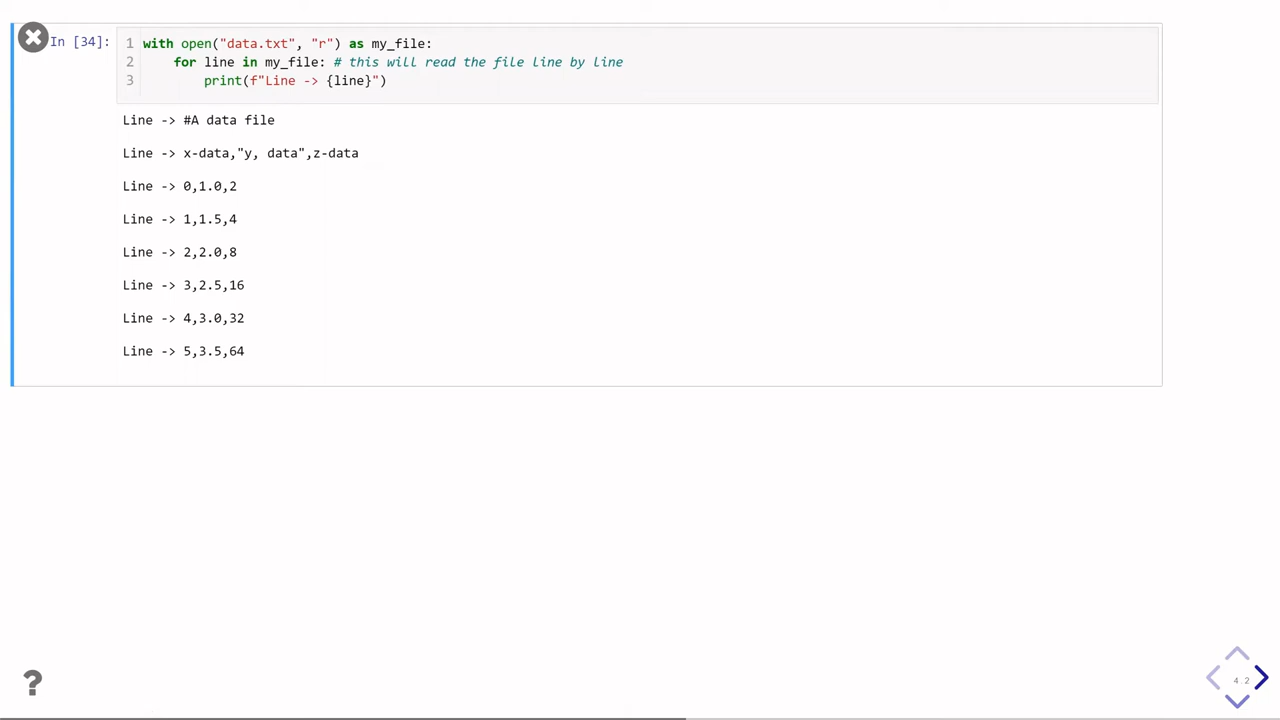 In [34]:
1 with open("data.txt", "r") as my_file:
2 for line in my_file: # this will read the file line by line
3 print(f"Line -> {line}")
Line -> #A data file
Line -> x-data,"y, data",z-data
Line -> 0,1.0,2
Line -> 1,1.5,4
Line -> 2,2.0,8
Line -> 3,2.5,16
Line -> 4,3.0,32
Line -> 5,3.5,64
?
4.2